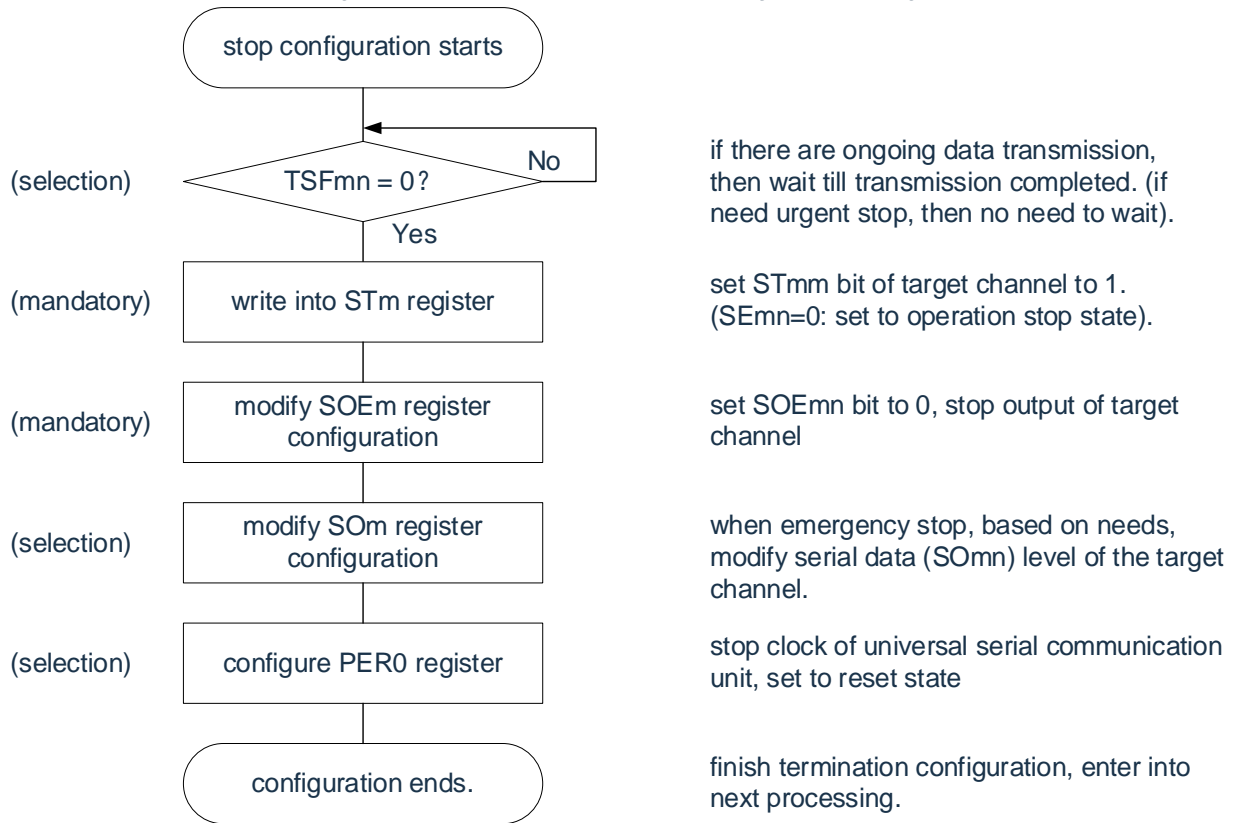 stop configuration starts
(selection)
TSFmn = 0?
No
Yes
if there are ongoing data transmission,
then wait till transmission completed. (if
need urgent stop, then no need to wait).
(mandatory)
write into STm register
set STmm bit of target channel to 1.
(SEmn=0: set to operation stop state).
(mandatory)
modify SOEm register
configuration
set SOEmn bit to 0, stop output of target
channel
(selection)
modify SOm register
configuration
when emergency stop, based on needs,
modify serial data (SOmn) level of the target
channel.
(selection)
configure PER0 register
stop clock of universal serial communication
unit, set to reset state
configuration ends.
finish termination configuration, enter into
next processing.